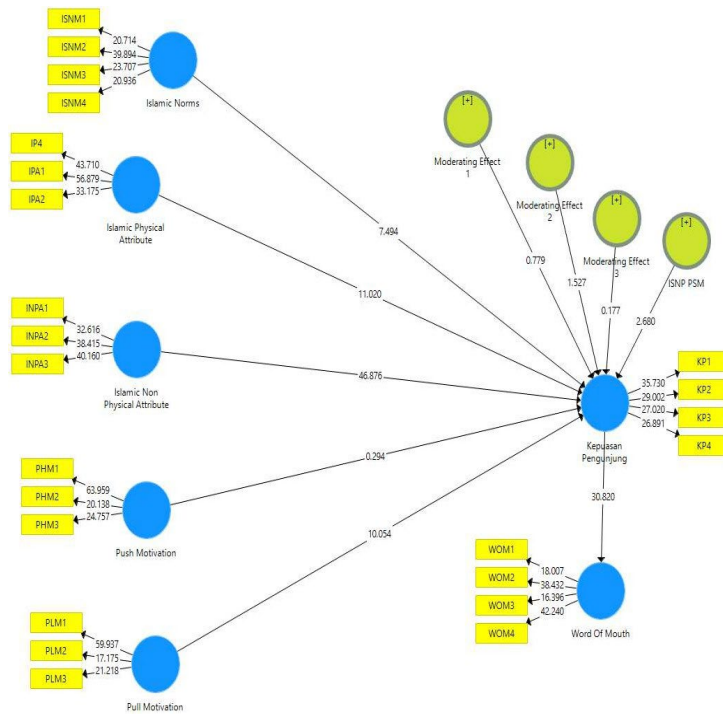 ISNM1
ISNM2
ISNM3
ISNM4
20.714
39.894
23.707
20.936
Islamic Norms
IP4
IPA1
IPA2
43.710
56.879
33.175
Islamic Physical
Attribute
INPA1
INPA2
INPA3
32.616
38.415
40.160
Islamic Non
Physical Attribute
PHM1
PHM2
PHM3
63.959
20.138
24.757
Push Motivation
PLM1
PLM2
PLM3
59.937
17.175
21.218
Pull Motivation
7.494
11.020
46.876
0.294
10.054
[+]
Moderating Effect
1
[+]
Moderating Effect
2
[+]
Moderating Effect
3
[+]
ISNP PSM
0.779
1.527
0.177
2.680
Kepuasan
Pengunjung
35.730
29.002
27.020
26.891
KP1
KP2
KP3
KP4
30.820
WOM1
WOM2
WOM3
WOM4
18.007
38.432
16.396
42.240
Word Of Mouth